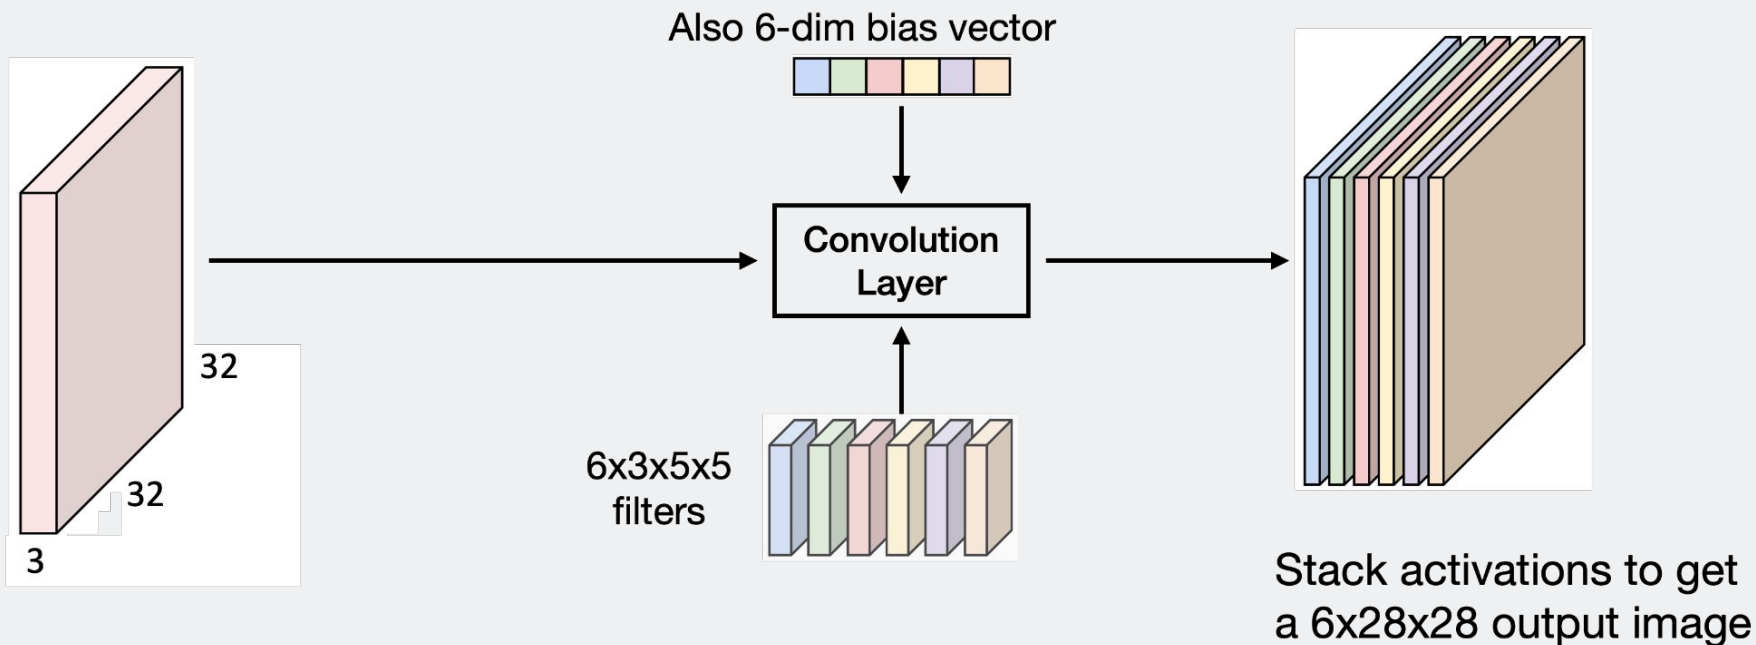 Also 6-dim bias vector
Convolution
Layer
32
32
3
6x3x5x5
filters
Stack activations to get
a 6x28x28 output image